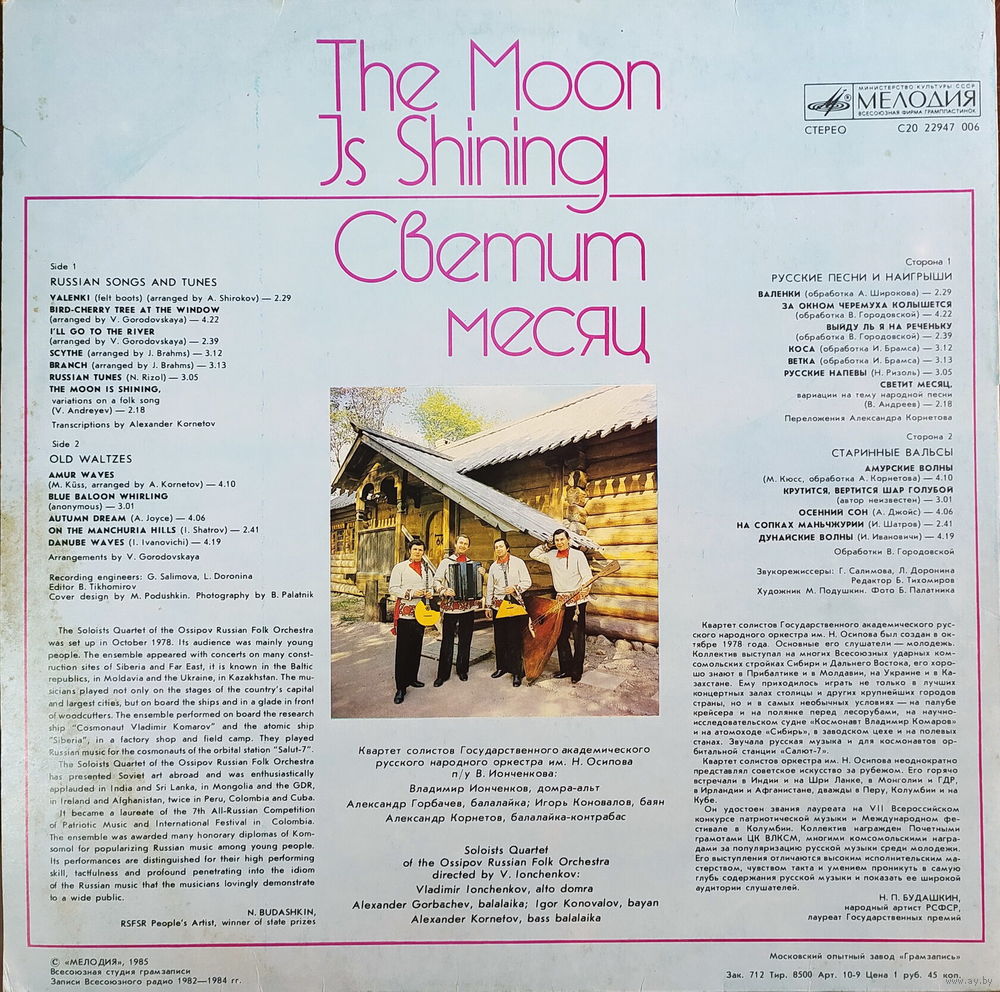 The Moon
Is Shining
Светит
месяц
МИНИСТЕРСТВО КУЛЬТУРЫ СССР
МЕЛОДИЯ
ВСЕСОЮЗНАЯ ФИРМА ГРАМПЛАСТИНОК
СТЕРЕО С20 22947 006
Side 1
RUSSIAN SONGS AND TUNES
VALENKI (felt boots) (arranged by A. Shirokov) — 2.29
BIRD-CHERRY TREE AT THE WINDOW
(arranged by V. Gorodovskaya) — 4.22
I'LL GO TO THE RIVER
(arranged by V. Gorodovskaya) — 2.39
SCYTHE (arranged by J. Brahms) — 3.12
BRANCH (arranged by J. Brahms) — 3.13
RUSSIAN TUNES (N. Rizol) — 3.05
THE MOON IS SHINING,
variations on a folk song
(V. Andreyev) — 2.18
Transcriptions by Alexander Kornetov
Side 2
OLD WALTZES
AMUR WAVES
(M. Küss, arranged by A. Kornetov) — 4.10
BLUE BALOON WHIRLING
(anonymous) — 3.01
AUTUMN DREAM (A. Joyce) — 4.06
ON THE MANCHURIA HILLS (I. Shatrov) — 2.41
DANUBE WAVES (I. Ivanovichi) — 4.19
Arrangements by V. Gorodovskaya
Recording engineers: G. Salimova, L. Doronina
Editor B. Tikhomirov
Cover design by M. Podushkin. Photography by B. Palatnik
The Soloists Quartet of the Ossipov Russian Folk Orchestra
was set up in October 1978. Its audience was mainly young
people. The ensemble appeared with concerts on many const-
ruction sites of Siberia and Far East, it is known in the Baltic
republics, in Moldavia and the Ukraine, in Kazakhstan. The mu-
sicians played not only on the stages of the country's capital
and largest cities, but on board the ships and in a glade in front
of woodcutters. The ensemble performed on board the research
ship "Cosmonaut Vladimir Komarov" and the atomic ship
"Siberia", in a factory shop and field camp. They played
Russian music for the cosmonauts of the orbital station "Salut-7".
The Soloists Quartet of the Ossipov Russian Folk Orchestra
has presented Soviet art abroad and was enthusiastically
applauded in India and Sri Lanka, in Mongolia and the GDR,
in Ireland and Afghanistan, twice in Peru, Colombia and Cuba.
It became a laureate of the 7th All-Russian Competition
of Patriotic Music and International Festival in Colombia.
The ensemble was awarded many honorary diplomas of Kom-
somol for popularizing Russian music among young people.
Its performances are distinguished for their high performing
skill, tactfulness and profound penetrating into the idiom
of the Russian music that the musicians lovingly demonstrate
to a wide public.
N. BUDASHKIN,
RSFSR People's Artist, winner of state prizes
Квартет солистов Государственного академического
русского народного оркестра им. Н. Осипова
п/у В. Ионченкова:
Владимир Ионченков, домра-альт
Александр Горбачев, балалайка; Игорь Коновалов, баян
Александр Корнетов, балалайка-контрабас
Soloists Quartet
of the Ossipov Russian Folk Orchestra
directed by V. Ionchenkov:
Vladimir Ionchenkov, alto domra
Alexander Gorbachev, balalaika; Igor Konovalov, bayan
Alexander Kornetov, bass balalaika
Сторона 1
РУССКИЕ ПЕСНИ И НАИГРЫШИ
ВАЛЕНКИ (обработка А. Широкова) — 2.29
ЗА ОКНОМ ЧЕРЕМУХА КОЛЫШЕТСЯ
(обработка В. Городовской) — 4.22
ВЫЙДУ ЛЬ Я НА РЕЧЕНЬКУ
(обработка В. Городовской) — 2.39
КОСА (обработка И. Брамса) — 3.12
ВЕТКА (обработка И. Брамса) — 3.13
РУССКИЕ НАПЕВЫ (Н. Ризоль) — 3.05
СВЕТИТ МЕСЯЦ,
вариации на тему народной песни
(В. Андреев) — 2.18
Переложения Александра Корнетова
Сторона 2
СТАРИННЫЕ ВАЛЬСЫ
АМУРСКИЕ ВОЛНЫ
(М. Кюсс, обработка А. Корнетова) — 4.10
КРУТИТСЯ, ВЕРТИТСЯ ШАР ГОЛУБОЙ
(автор неизвестен) — 3.01
ОСЕННИЙ СОН (А. Джойс) — 4.06
НА СОПКАХ МАНЬЧЖУРИИ (И. Шатров) — 2.41
ДУНАЙСКИЕ ВОЛНЫ (И. Ивановичи) — 4.19
Обработки В. Городовской
Звукорежиссеры: Г. Салимова, Л. Доронина
Редактор Б. Тихомиров
Художник М. Подушкин. Фото Б. Палатника
Квартет солистов Государственного академического рус-
ского народного оркестра им. Н. Осипова был создан в ок-
тябре 1978 года. Основные его слушатели — молодежь.
Коллектив выступал на многих Всесоюзных ударных ком-
сомольских стройках Сибири и Дальнего Востока, его хоро-
шо знают в Прибалтике и в Молдавии, на Украине и в Ка-
захстане. Ему приходилось играть не только в лучших
концертных залах столицы и других крупнейших городов
страны, но и в самых необычных условиях — на палубе
крейсера и на полянке перед лесорубами, на научно-
исследовательском судне «Космонавт Владимир Комаров»
и на атомоходе «Сибирь», в заводском цехе и на полевых
станах. Звучала русская музыка и для космонавтов ор-
битальной станции «Салют-7».
Квартет солистов оркестра им. Н. Осипова неоднократно
представлял советское искусство за рубежом. Его горячо
встречали в Индии и на Шри Ланке, в Монголии и ГДР,
в Ирландии и Афганистане, дважды в Перу, Колумбии и на
Кубе.
Он удостоен звания лауреата на VII Всероссийском
конкурсе патриотической музыки и Международном фе-
стивале в Колумбии. Коллектив награжден Почетными
грамотами ЦК ВЛКСМ, многими комсомольскими награ-
дами за популяризацию русской музыки среди молодежи.
Его выступления отличаются высоким исполнительским ма-
стерством, чувством такта и умением проникнуть в самую
глубь содержания русской музыки и показать ее широкой
аудитории слушателей.
Н. П. БУДАШКИН,
народный артист РСФСР,
лауреат Государственных премий
© «МЕЛОДИЯ», 1985
Всесоюзная студия грамзаписи
Записи Всесоюзного радио 1982—1984 гг.
Московский опытный завод «Грамзапись»
Зак. 712 Тир. 8500 Арт. 10-9 Цена 1 руб. 45 коп.
www.ay.by